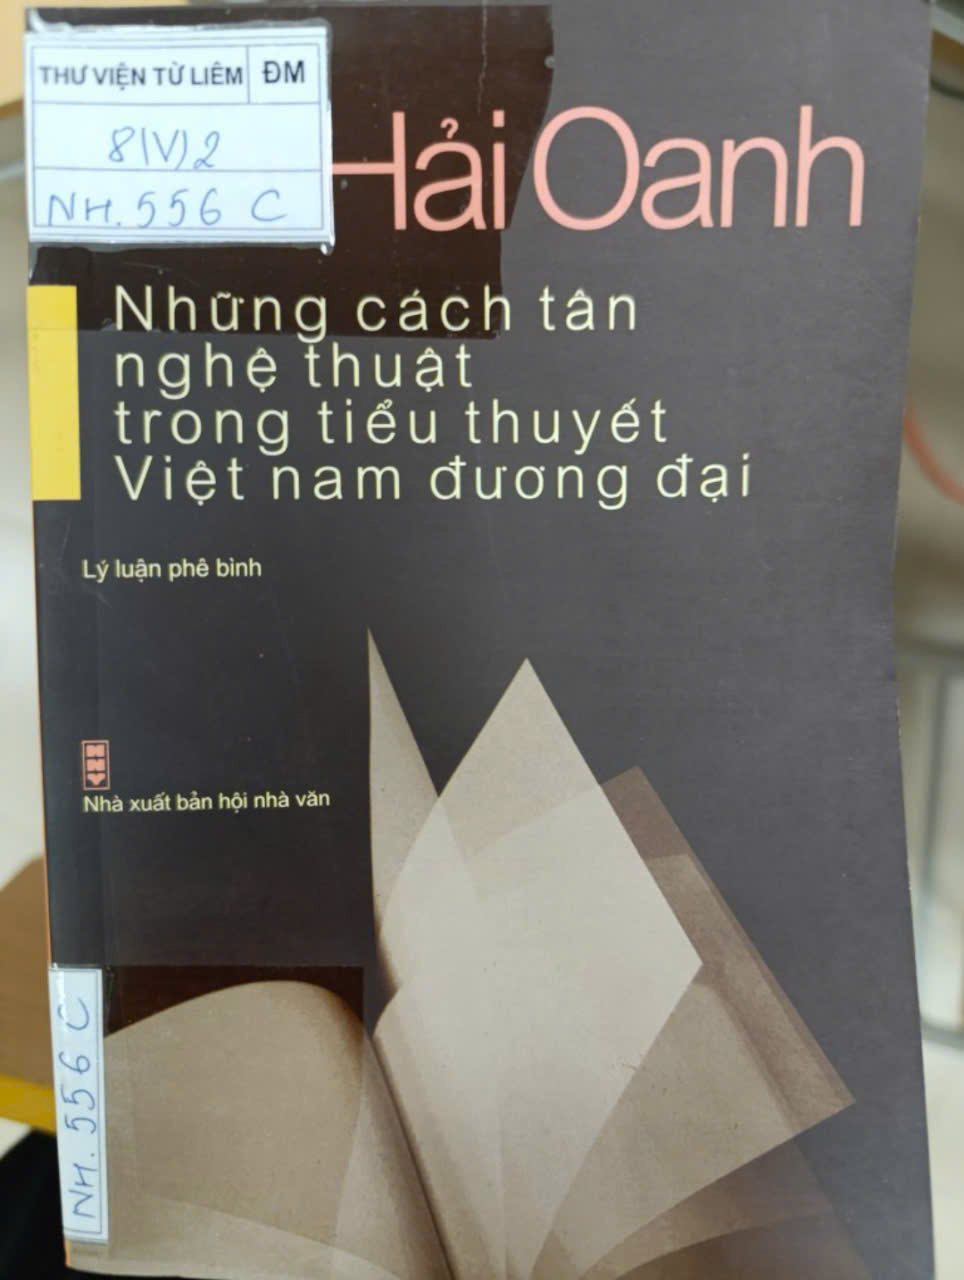 THƯ VIỆN TỪ LIÊM ĐM
8(V)2
NH.556 C
Hải Oanh
Những cách tân
nghệ thuật
trong tiểu thuyết
Việt nam đương đại
Lý luận phê bình
HNV
Nhà xuất bản hội nhà văn
NH.556 C